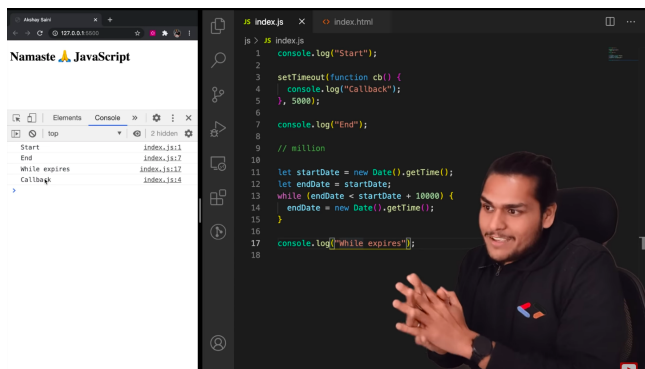 Akshay Saini
127.0.0.1:5500
Namaste 🙏 JavaScript
Elements Console
top 2 hidden
Start index.js:1
End index.js:7
While expires index.js:17
Callback index.js:4
JS index.js <> index.html
js > JS index.js
1 console.log("Start");
2
3 setTimeout(function cb() {
4 console.log("Callback");
5 }, 5000);
6
7 console.log("End");
8
9 // million
10
11 let startDate = new Date().getTime();
12 let endDate = startDate;
13 while (endDate < startDate + 10000) {
14 endDate = new Date().getTime();
15 }
16
17 console.log("While expires");
18